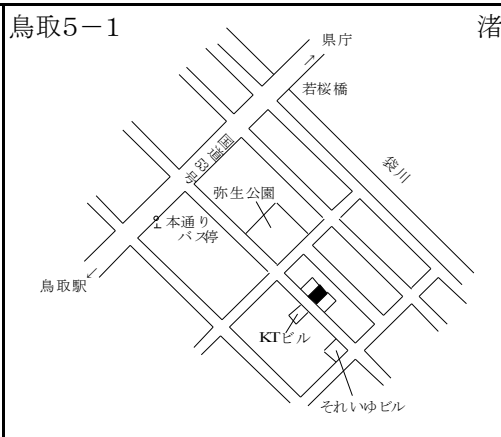 鳥取5-1
渚
県庁
若桜橋
国道53号
袋川
弥生公園
本通り
バス停
鳥取駅
KTビル
それいゆビル